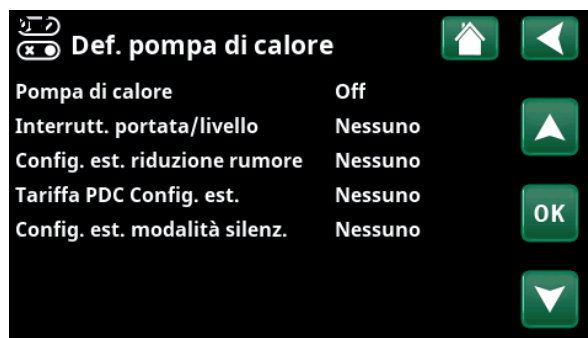 Def. pompa di calore
Pompa di calore Off
Interrutt. portata/livello Nessuno
Config. est. riduzione rumore Nessuno
Tariffa PDC Config. est. Nessuno
Config. est. modalità silenz. Nessuno
OK